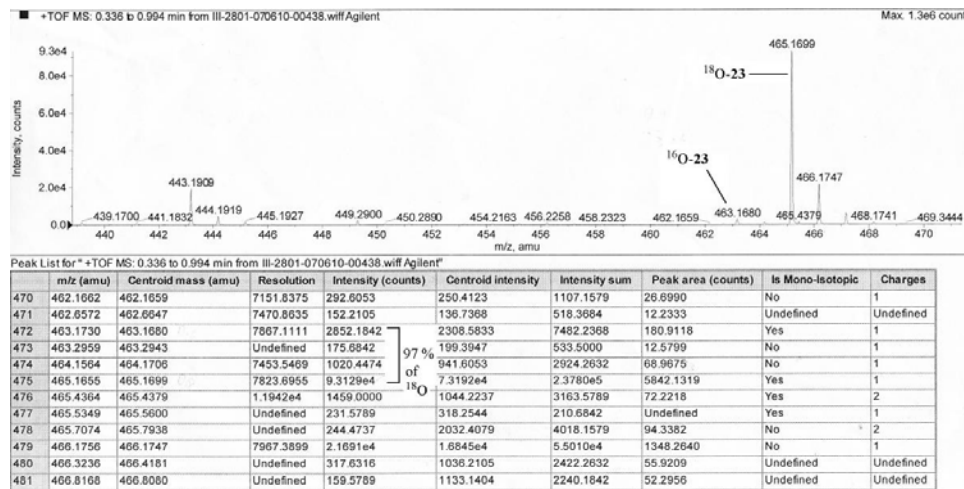 +TOF MS: 0.336 to 0.994 min from III-2801-070610-00438.wiff Agilent
Max. 1.3e6 count
9.3e4
8.0e4
6.0e4
4.0e4
2.0e4
0.0
Intensity, counts
465.1699
¹⁸O-23
¹⁶O-23
443.1909
466.1747
439.1700
441.1832
444.1919
445.1927
449.2900
450.2890
454.2163
456.2258
458.2323
462.1659
463.1680
465.4379
468.1741
469.3444
440 442 444 446 448 450 452 454 456 458 460 462 464 466 468 470
m/z, amu
Peak List for "+TOF MS: 0.336 to 0.994 min from III-2801-070610-00438.wiff Agilent"
m/z (amu) Centroid mass (amu) Resolution Intensity (counts) Centroid intensity Intensity sum Peak area (counts) Is Mono-Isotopic Charges
470 462.1662 462.1659 7151.8375 292.6053 250.4123 1107.1579 26.6990 No 1
471 462.6572 462.6647 7470.8635 152.2105 136.7368 518.3684 12.2333 Undefined Undefined
472 463.1730 463.1680 7867.1111 2852.1842 2308.5833 7482.2368 180.9118 Yes 1
473 463.2959 463.2943 Undefined 175.6842 199.3947 533.5000 12.5799 No 1
474 464.1564 464.1706 7453.5469 1020.4474 941.6053 2924.2632 68.9675 No 1
475 465.1655 465.1699 7823.6955 9.3129e4 7.3192e4 2.3780e5 5842.1319 Yes 1
476 465.4364 465.4379 1.1942e4 1459.0000 1044.2237 3163.5789 72.2218 Yes 2
477 465.5349 465.5600 Undefined 231.5789 318.2544 210.6842 Undefined Yes 1
478 465.7074 465.7938 Undefined 244.4737 2032.4079 4018.1579 94.3382 No 2
479 466.1756 466.1747 7967.3899 2.1691e4 1.6845e4 5.5010e4 1348.2640 No 1
480 466.3236 466.4181 Undefined 317.6316 1036.2105 2422.2632 55.9209 Undefined Undefined
481 466.8168 466.8080 Undefined 159.5789 1133.1404 2240.1842 52.2956 Undefined Undefined
97 %
of
¹⁸O